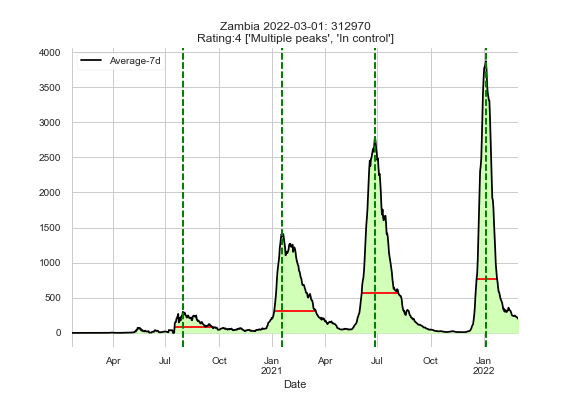 Zambia 2022-03-01: 312970
Rating:4 ['Multiple peaks', 'In control']
Average-7d
4000
3500
3000
2500
2000
1500
1000
500
0
Apr Jul Oct Jan Apr Jul Oct Jan
2021 2022
Date